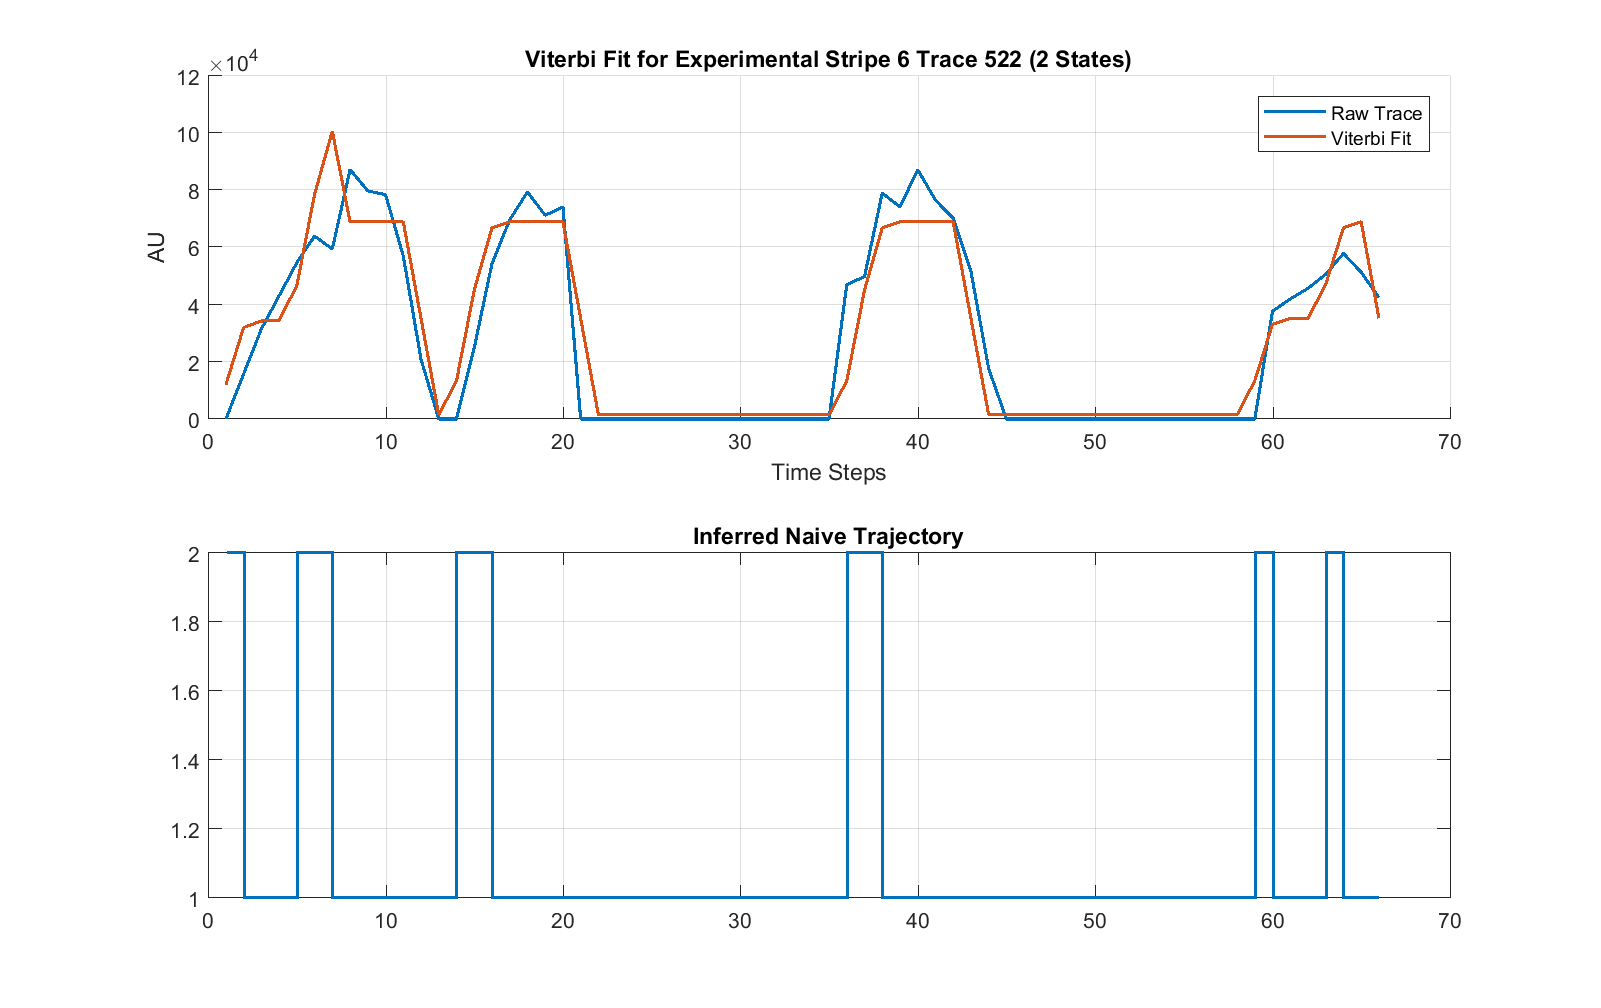 Viterbi Fit for Experimental Stripe 6 Trace 522 (2 States)
×10^4
12
10
8
6
4
2
0
AU
Raw Trace
Viterbi Fit
0 10 20 30 40 50 60 70
Time Steps
Inferred Naive Trajectory
2
1.8
1.6
1.4
1.2
1
0 10 20 30 40 50 60 70